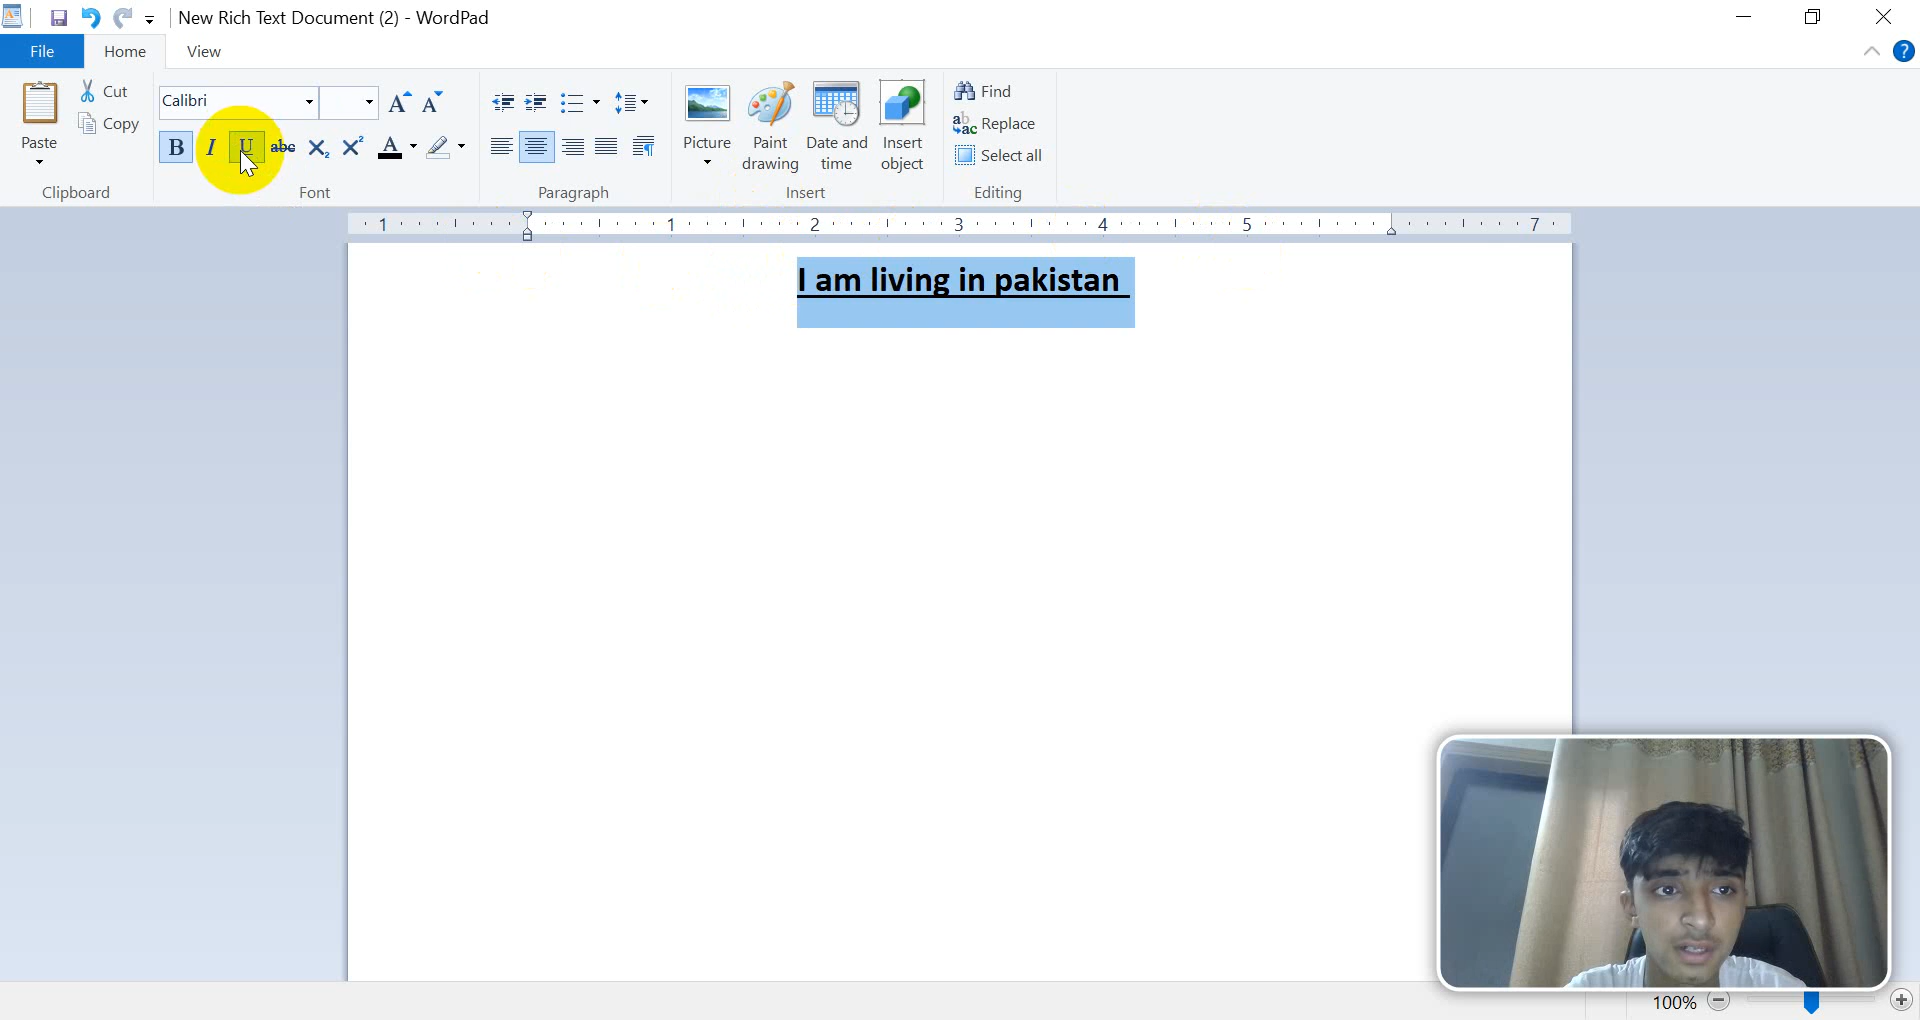 New Rich Text Document (2) - WordPad
File Home View
Paste
Cut
Copy
Clipboard
Calibri
A A
B I U abc X₂ X² A
Font
Paragraph
Picture
Paint drawing
Date and time
Insert object
Insert
Find
Replace
Select all
Editing
1 1 2 3 4 5 7
I am living in pakistan
100%